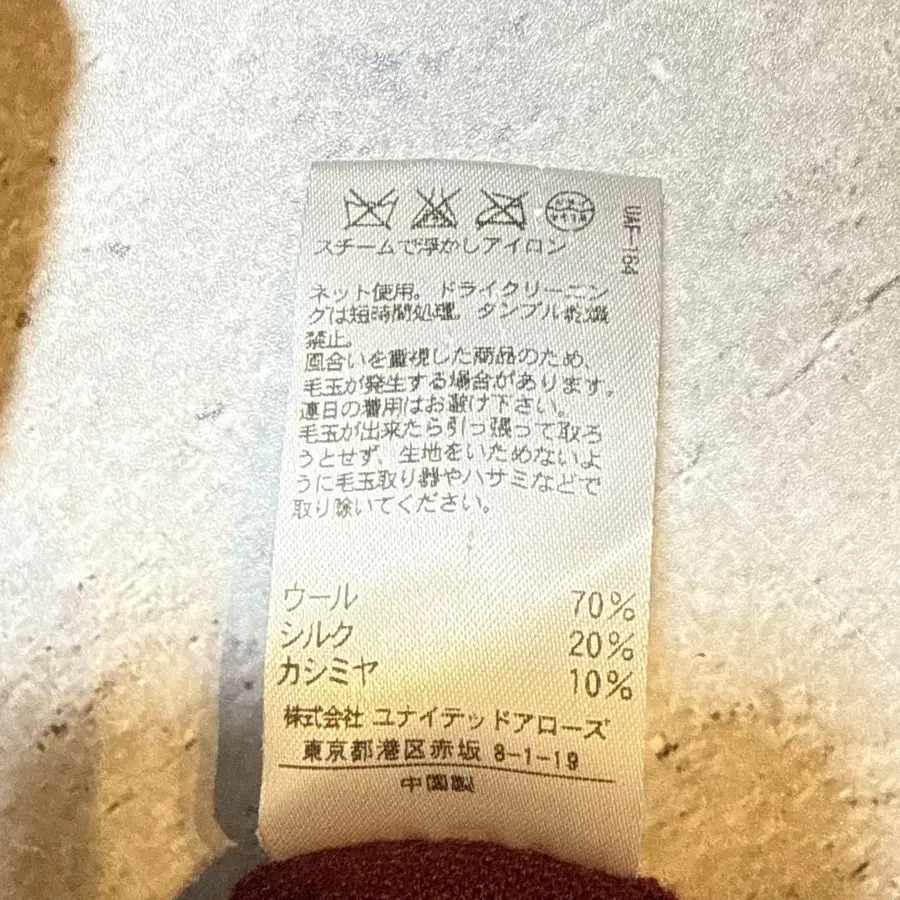 スチームで浮かしアイロン
UAF-164
ネット使用。ドライクリーニン
グは短時間処理。タンブル乾燥
禁止。
風合いを重視した商品のため、
毛玉が発生する場合があります。
連日の着用はお避け下さい。
毛玉が出来たら引っ張って取ろ
うとせず、生地をいためないよ
うに毛玉取り器やハサミなどで
取り除いてください。
ウール 70%
シルク 20%
カシミヤ 10%
株式会社 ユナイテッドアローズ
東京都港区赤坂 8-1-19
中国製